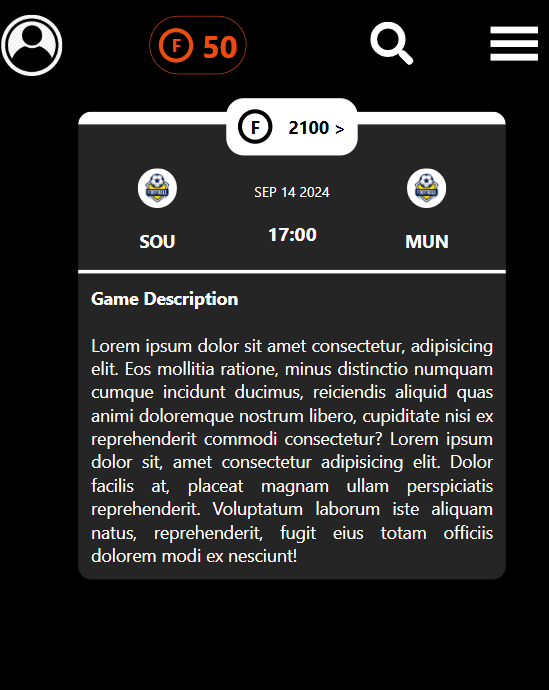 F 50
F 2100 >
FOOTBALL SEP 14 2024 FOOTBALL
SOU 17:00 MUN
Game Description
Lorem ipsum dolor sit amet consectetur, adipisicing
elit. Eos mollitia ratione, minus distinctio numquam
cumque incidunt ducimus, reiciendis aliquid quas
animi doloremque nostrum libero, cupiditate nisi ex
reprehenderit commodi consectetur? Lorem ipsum
dolor sit, amet consectetur adipisicing elit. Dolor
facilis at, placeat magnam ullam perspiciatis
reprehenderit. Voluptatum laborum iste aliquam
natus, reprehenderit, fugit eius totam officiis
dolorem modi ex nesciunt!